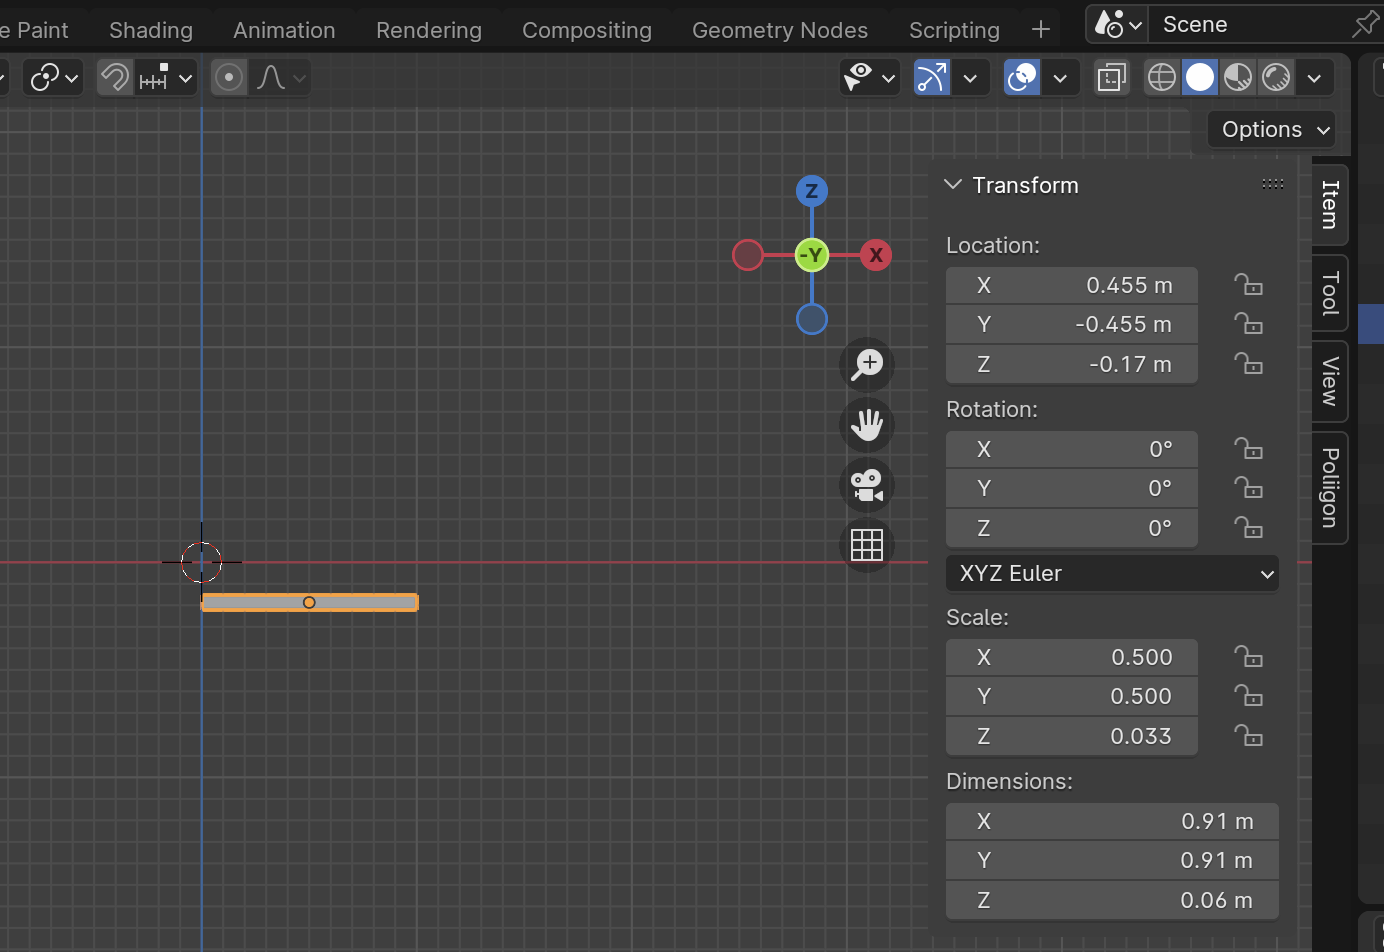 e Paint Shading Animation Rendering Compositing Geometry Nodes Scripting + Scene
Options
Z
-Y X
Transform
Location:
X 0.455 m
Y -0.455 m
Z -0.17 m
Rotation:
X 0°
Y 0°
Z 0°
XYZ Euler
Scale:
X 0.500
Y 0.500
Z 0.033
Dimensions:
X 0.91 m
Y 0.91 m
Z 0.06 m
Item
Tool
View
Poliigon